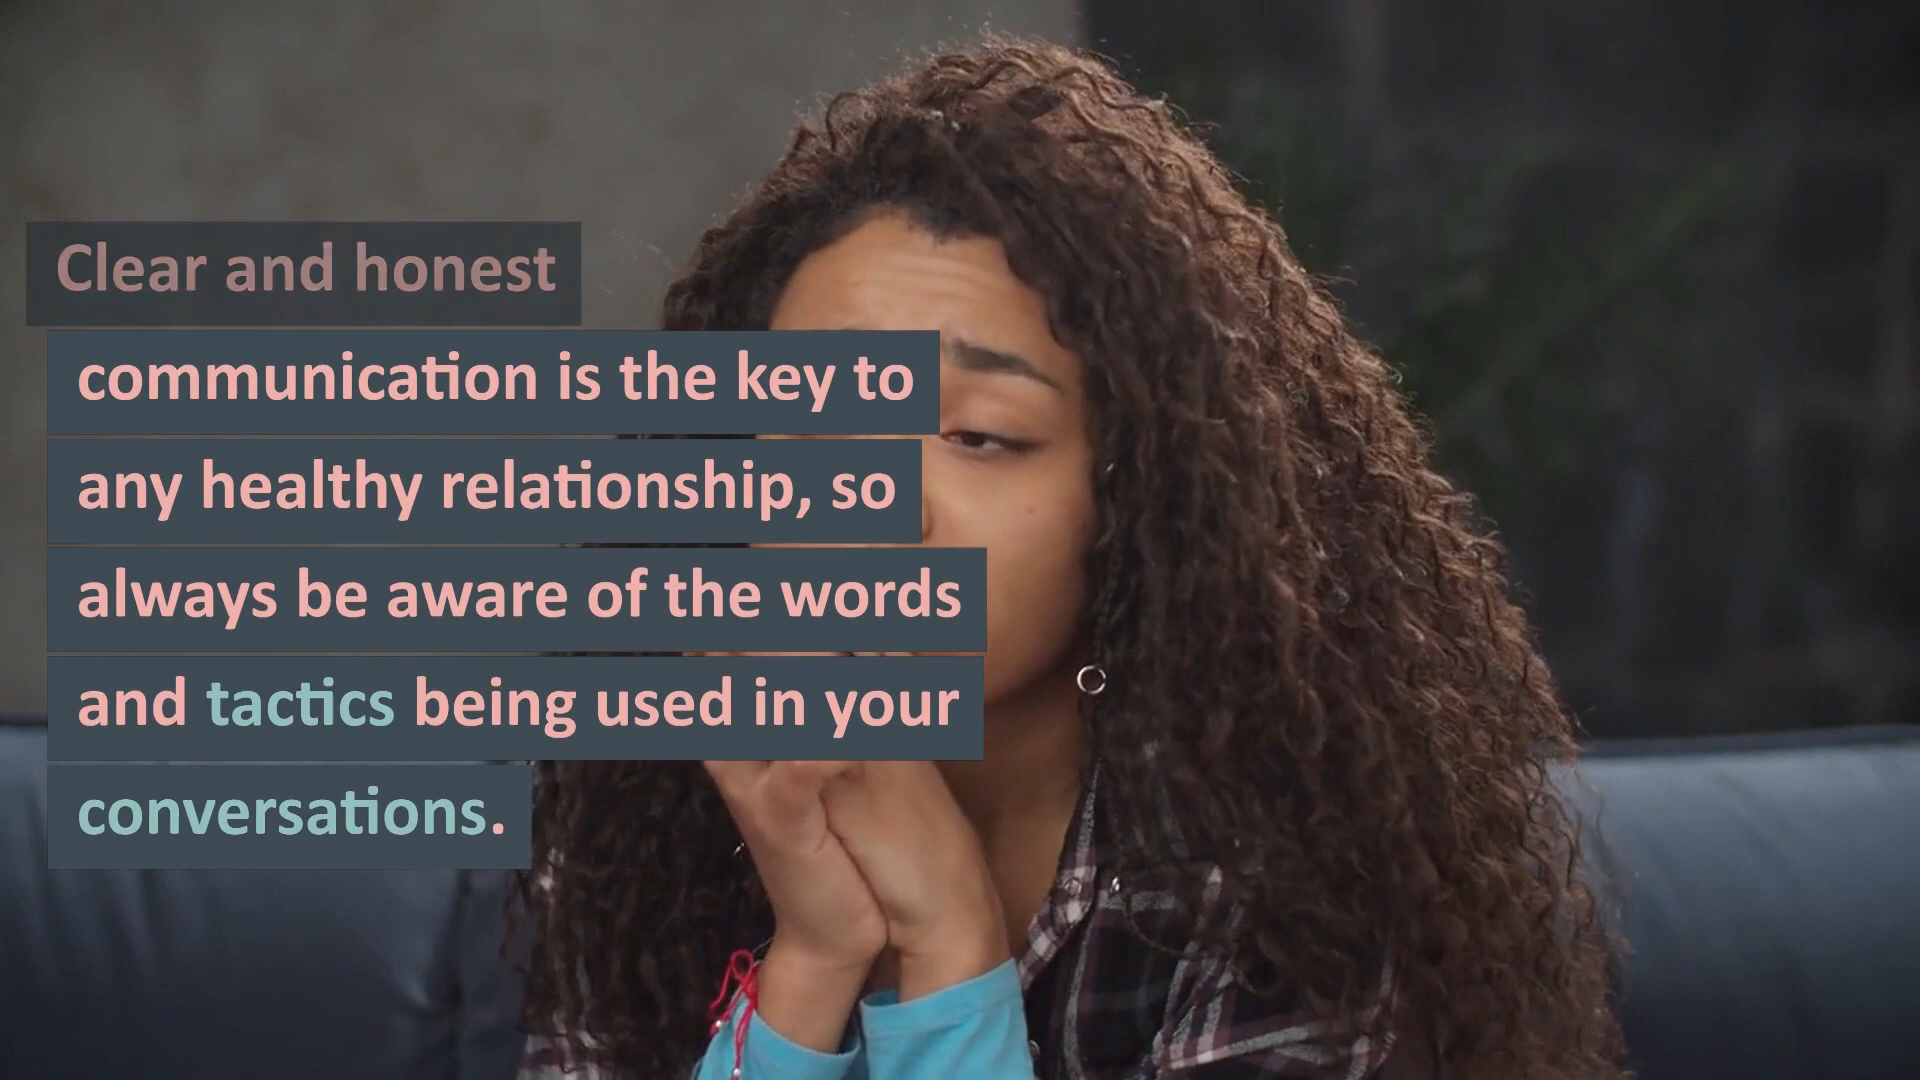 Clear and honest
communication is the key to
any healthy relationship, so
always be aware of the words
and tactics being used in your
conversations.